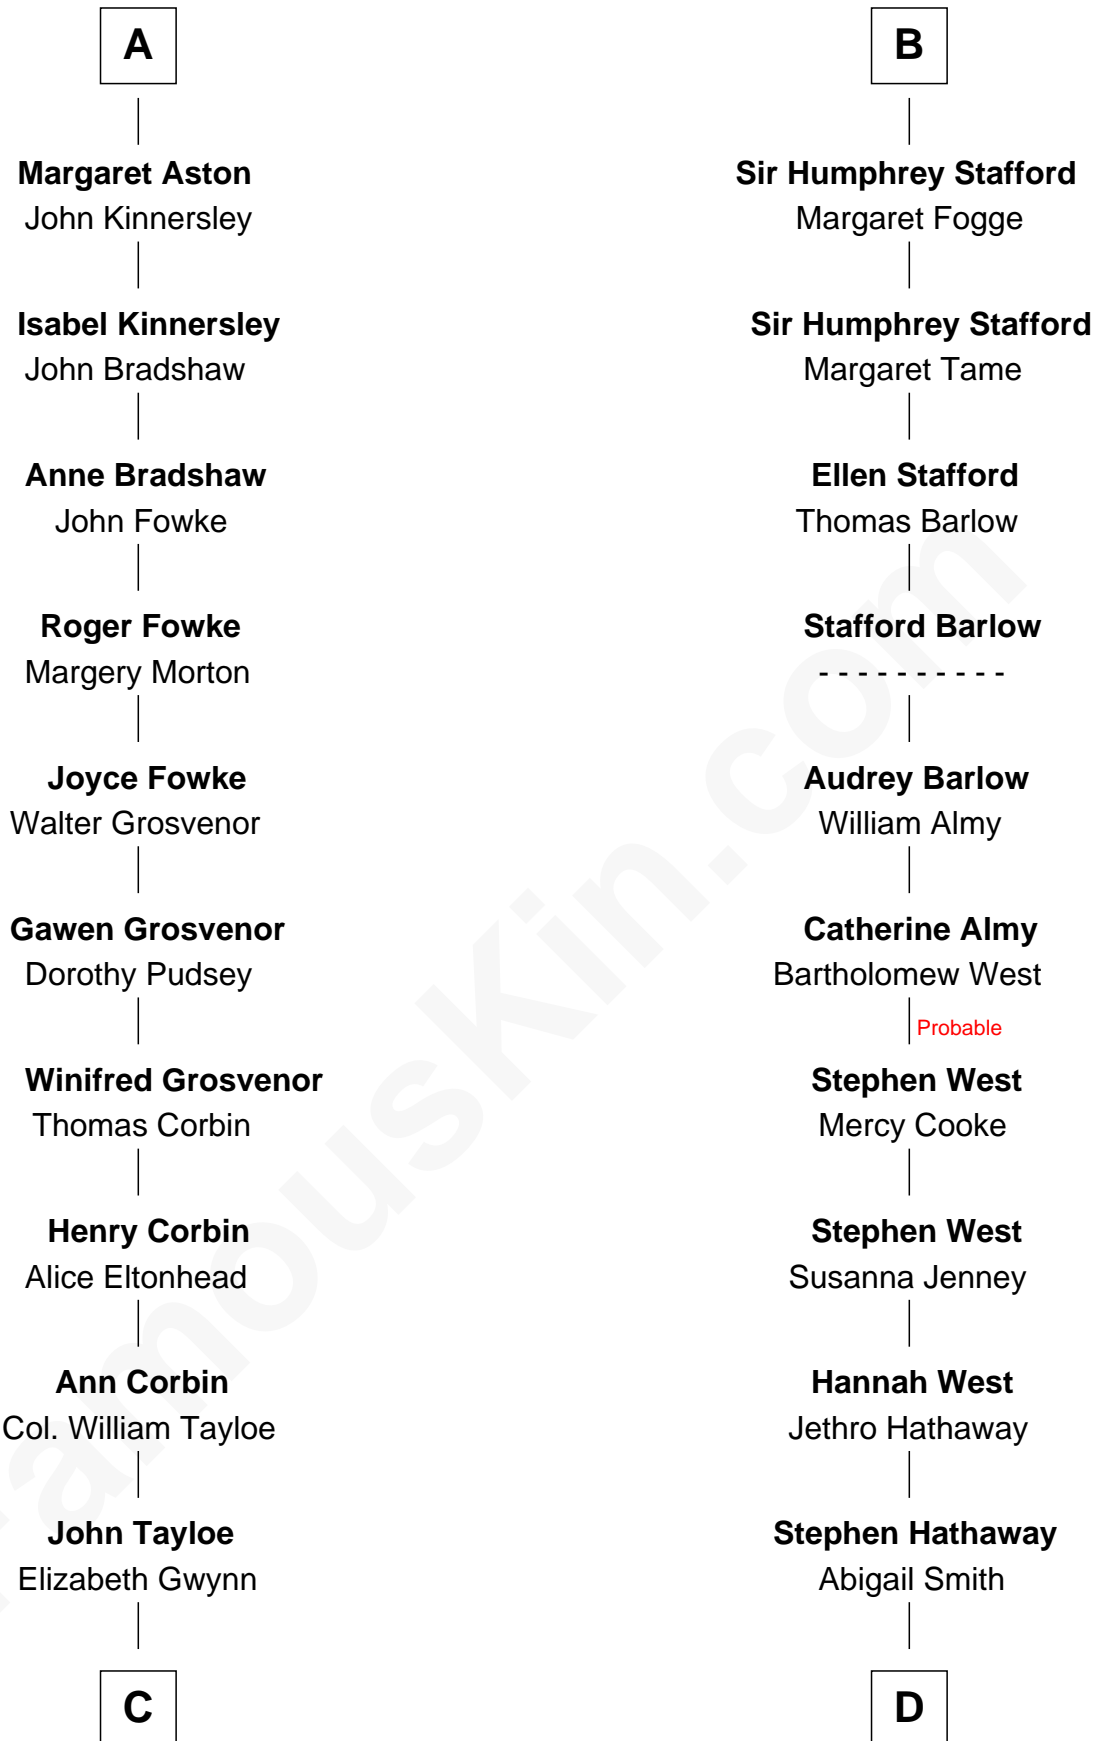 A
Margaret Aston
John Kinnersley
Isabel Kinnersley
John Bradshaw
Anne Bradshaw
John Fowke
Roger Fowke
Margery Morton
Joyce Fowke
Walter Grosvenor
Gawen Grosvenor
Dorothy Pudsey
Winifred Grosvenor
Thomas Corbin
Henry Corbin
Alice Eltonhead
Ann Corbin
Col. William Tayloe
John Tayloe
Elizabeth Gwynn
C
B
Sir Humphrey Stafford
Margaret Fogge
Sir Humphrey Stafford
Margaret Tame
Ellen Stafford
Thomas Barlow
Stafford Barlow
- - - - - - - - - -
Audrey Barlow
William Almy
Catherine Almy
Bartholomew West
Probable
Stephen West
Mercy Cooke
Stephen West
Susanna Jenney
Hannah West
Jethro Hathaway
Stephen Hathaway
Abigail Smith
D
FamousKin.com